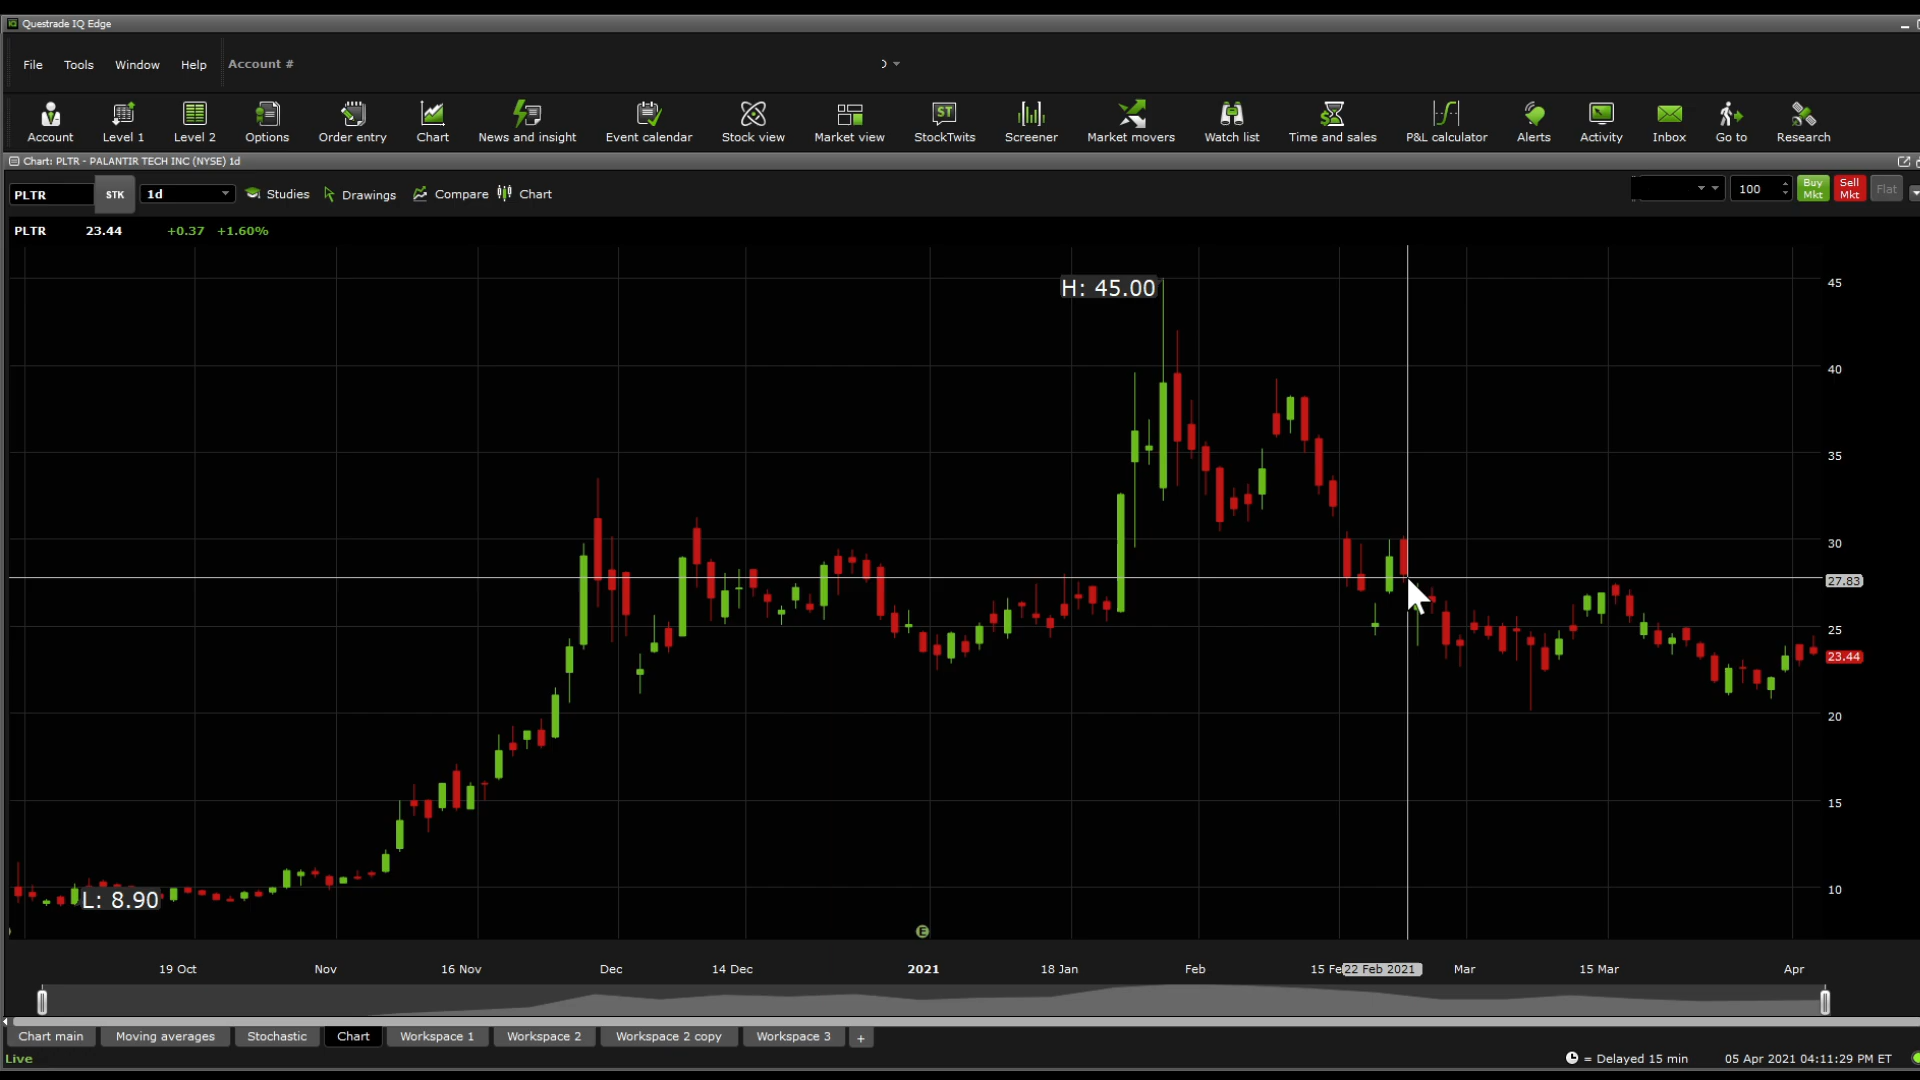 Questrade IQ Edge
File Tools Window Help Account #
Account Level 1 Level 2 Options Order entry Chart News and insight Event calendar Stock view Market view StockTwits Screener Market movers Watch list Time and sales P&L calculator Alerts Activity Inbox Go to Research
Chart: PLTR - PALANTIR TECH INC (NYSE) 1d
PLTR STK 1d Studies Drawings Compare Chart 100 Buy Mkt Sell Mkt Flat
PLTR 23.44 +0.37 +1.60%
H: 45.00
45
40
35
30
27.83
25
23.44
20
15
10
L: 8.90
E
19 Oct Nov 16 Nov Dec 14 Dec 2021 18 Jan Feb 15 Fe 22 Feb 2021 Mar 15 Mar Apr
Chart main Moving averages Stochastic Chart Workspace 1 Workspace 2 Workspace 2 copy Workspace 3 +
Live = Delayed 15 min 05 Apr 2021 04:11:29 PM ET